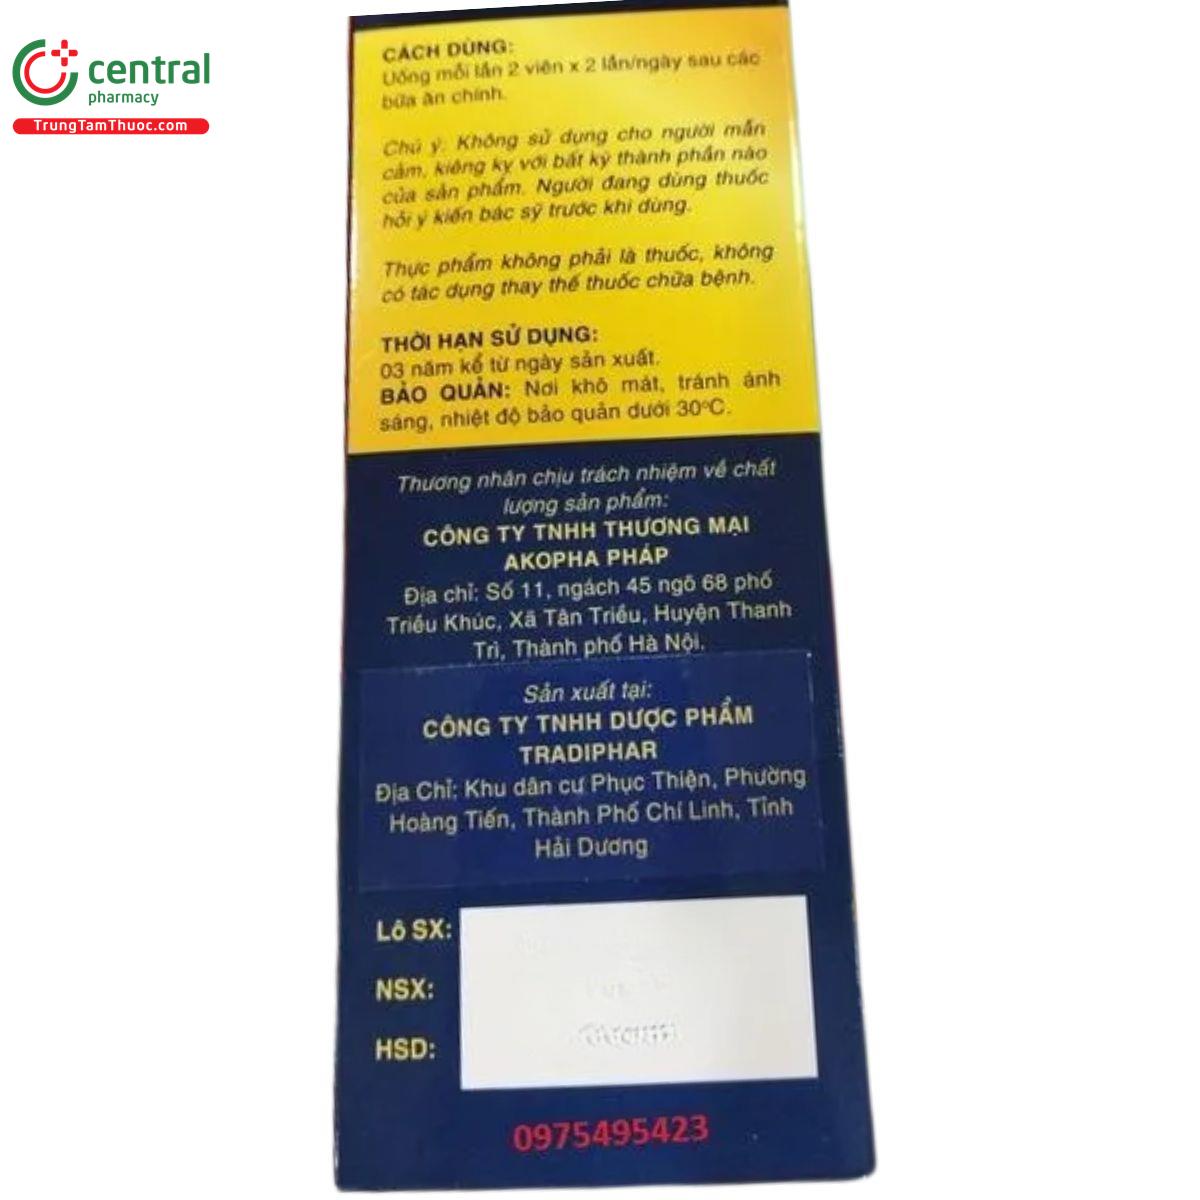 central
pharmacy
TrungTamThuoc.com
CÁCH DÙNG:
Uống mỗi lần 2 viên x 2 lần/ngày sau các
bữa ăn chính.
Chú ý: Không sử dụng cho người mẫn
cảm, kiêng kỵ với bất kỳ thành phần nào
của sản phẩm. Người đang dùng thuốc
hỏi ý kiến bác sỹ trước khi dùng.
Thực phẩm không phải là thuốc, không
có tác dụng thay thế thuốc chữa bệnh.
THỜI HẠN SỬ DỤNG:
03 năm kể từ ngày sản xuất.
BẢO QUẢN: Nơi khô mát, tránh ánh
sáng, nhiệt độ bảo quản dưới 30ºC.
Thương nhân chịu trách nhiệm về chất
lượng sản phẩm:
CÔNG TY TNHH THƯƠNG MẠI
AKOPHA PHÁP
Địa chỉ: Số 11, ngách 45 ngõ 68 phố
Triều Khúc, Xã Tân Triều, Huyện Thanh
Trì, Thành phố Hà Nội.
Sản xuất tại:
CÔNG TY TNHH DƯỢC PHẨM
TRADIPHAR
Địa Chỉ: Khu dân cư Phục Thiện, Phường
Hoàng Tiến, Thành Phố Chí Linh, Tỉnh
Hải Dương
Lô SX:
NSX:
HSD:
0975495423